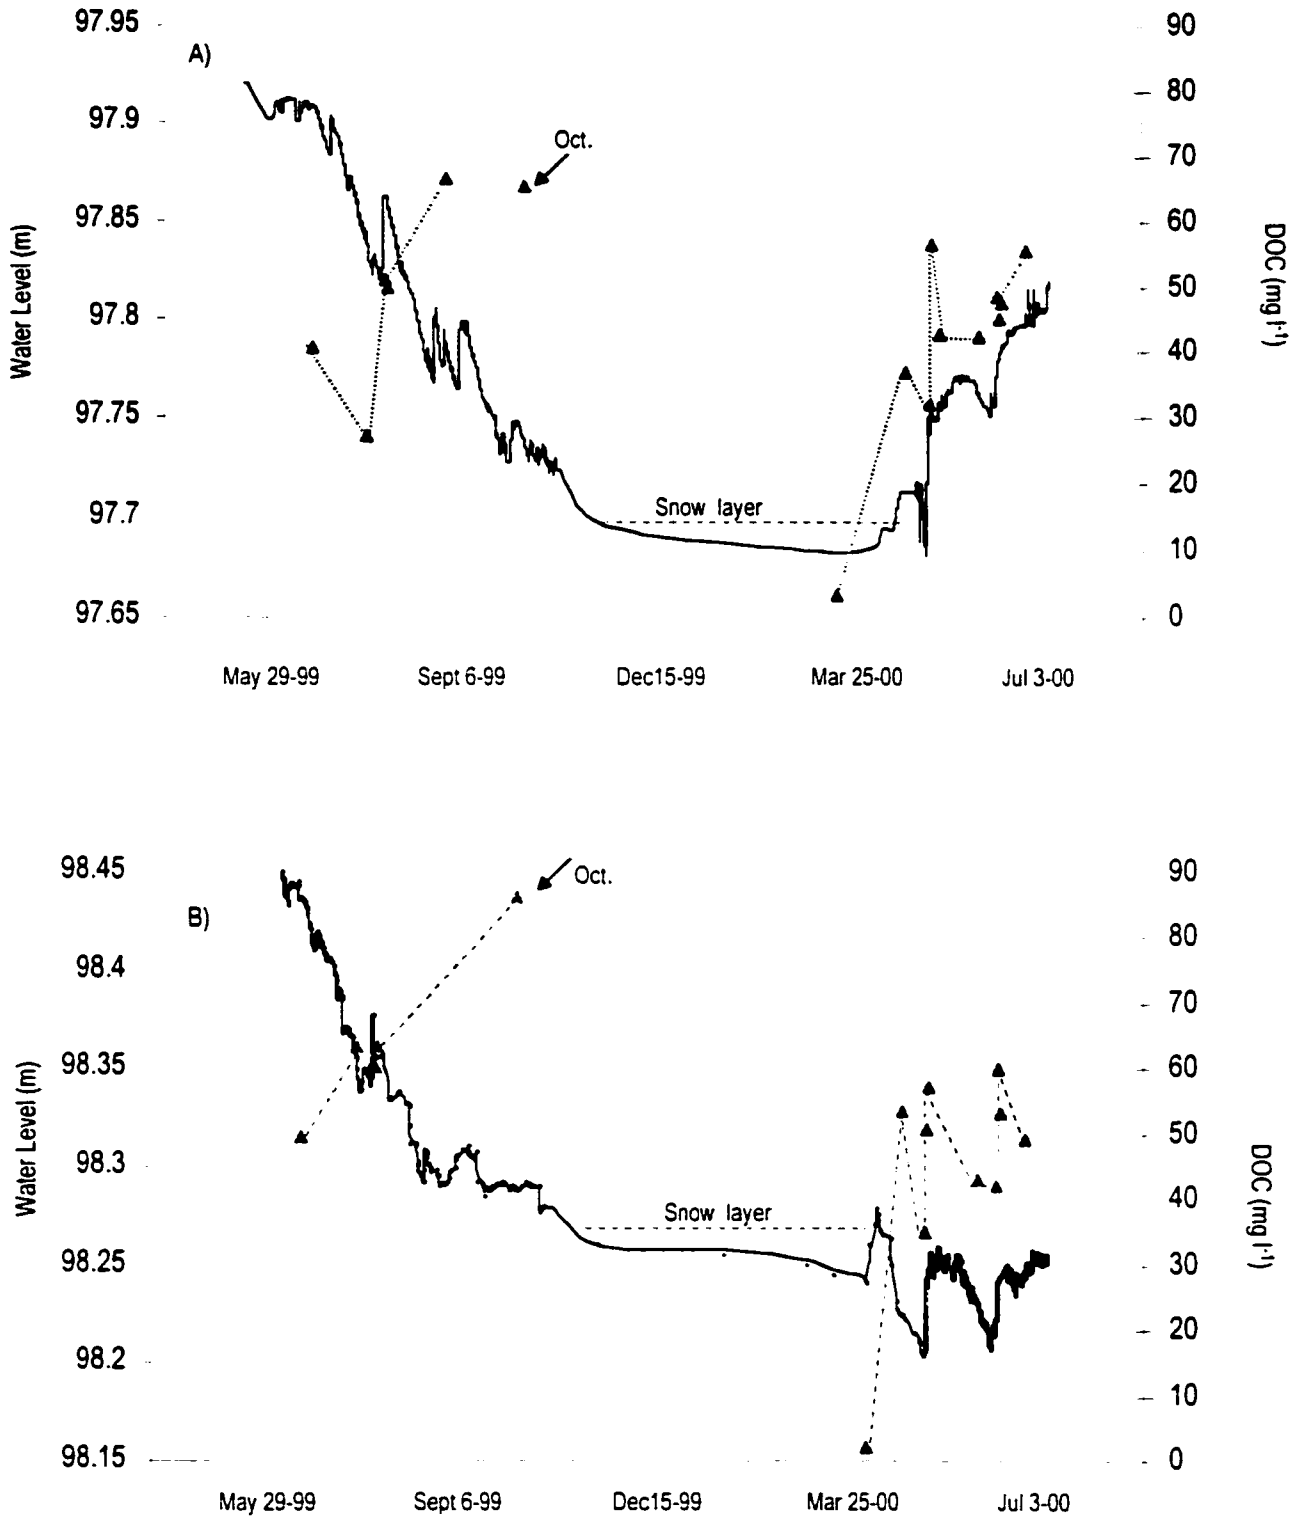 A)
97.95
97.9
97.85
97.8
97.75
97.7
97.65
Water Level (m)
90
80
70
60
50
40
30
20
10
0
DOC (mg l⁻¹)
Oct.
Snow layer
May 29-99 Sept 6-99 Dec15-99 Mar 25-00 Jul 3-00
B)
98.45
98.4
98.35
98.3
98.25
98.2
98.15
Water Level (m)
90
80
70
60
50
40
30
20
10
0
DOC (mg l⁻¹)
Oct.
Snow layer
May 29-99 Sept 6-99 Dec15-99 Mar 25-00 Jul 3-00